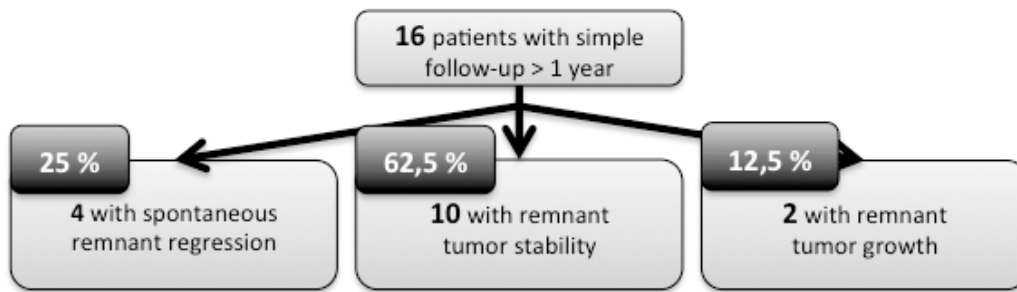 16 patients with simple
follow-up > 1 year
25 %
4 with spontaneous
remnant regression
62,5 %
10 with remnant
tumor stability
12,5 %
2 with remnant
tumor growth